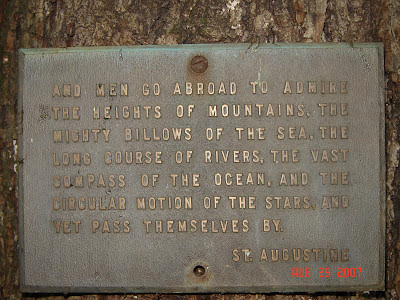 AND MEN GO ABROAD TO ADMIRE
THE HEIGHTS OF MOUNTAINS, THE
MIGHTY BILLOWS OF THE SEA, THE
LONG COURSE OF RIVERS, THE VAST
COMPASS OF THE OCEAN, AND THE
CIRCULAR MOTION OF THE STARS, AND
YET PASS THEMSELVES BY.
ST. AUGUSTINE
AUG 25 2007